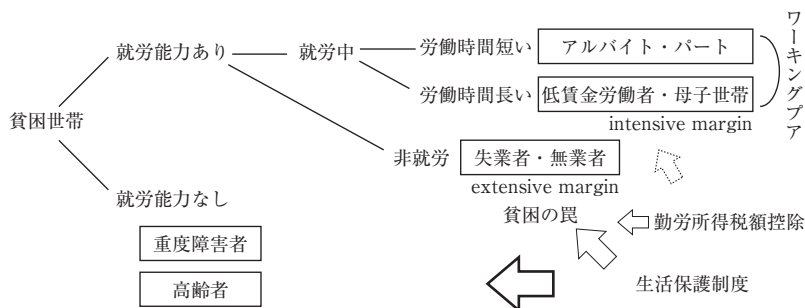 就労能力あり
就労中
労働時間短い
アルバイト・パート
労働時間長い
低賃金労働者・母子世帯
ワーキングプア
intensive margin
貧困世帯
非就労
失業者・無業者
extensive margin
就労能力なし
貧困の罠
勤労所得税額控除
重度障害者
生活保護制度
高齢者